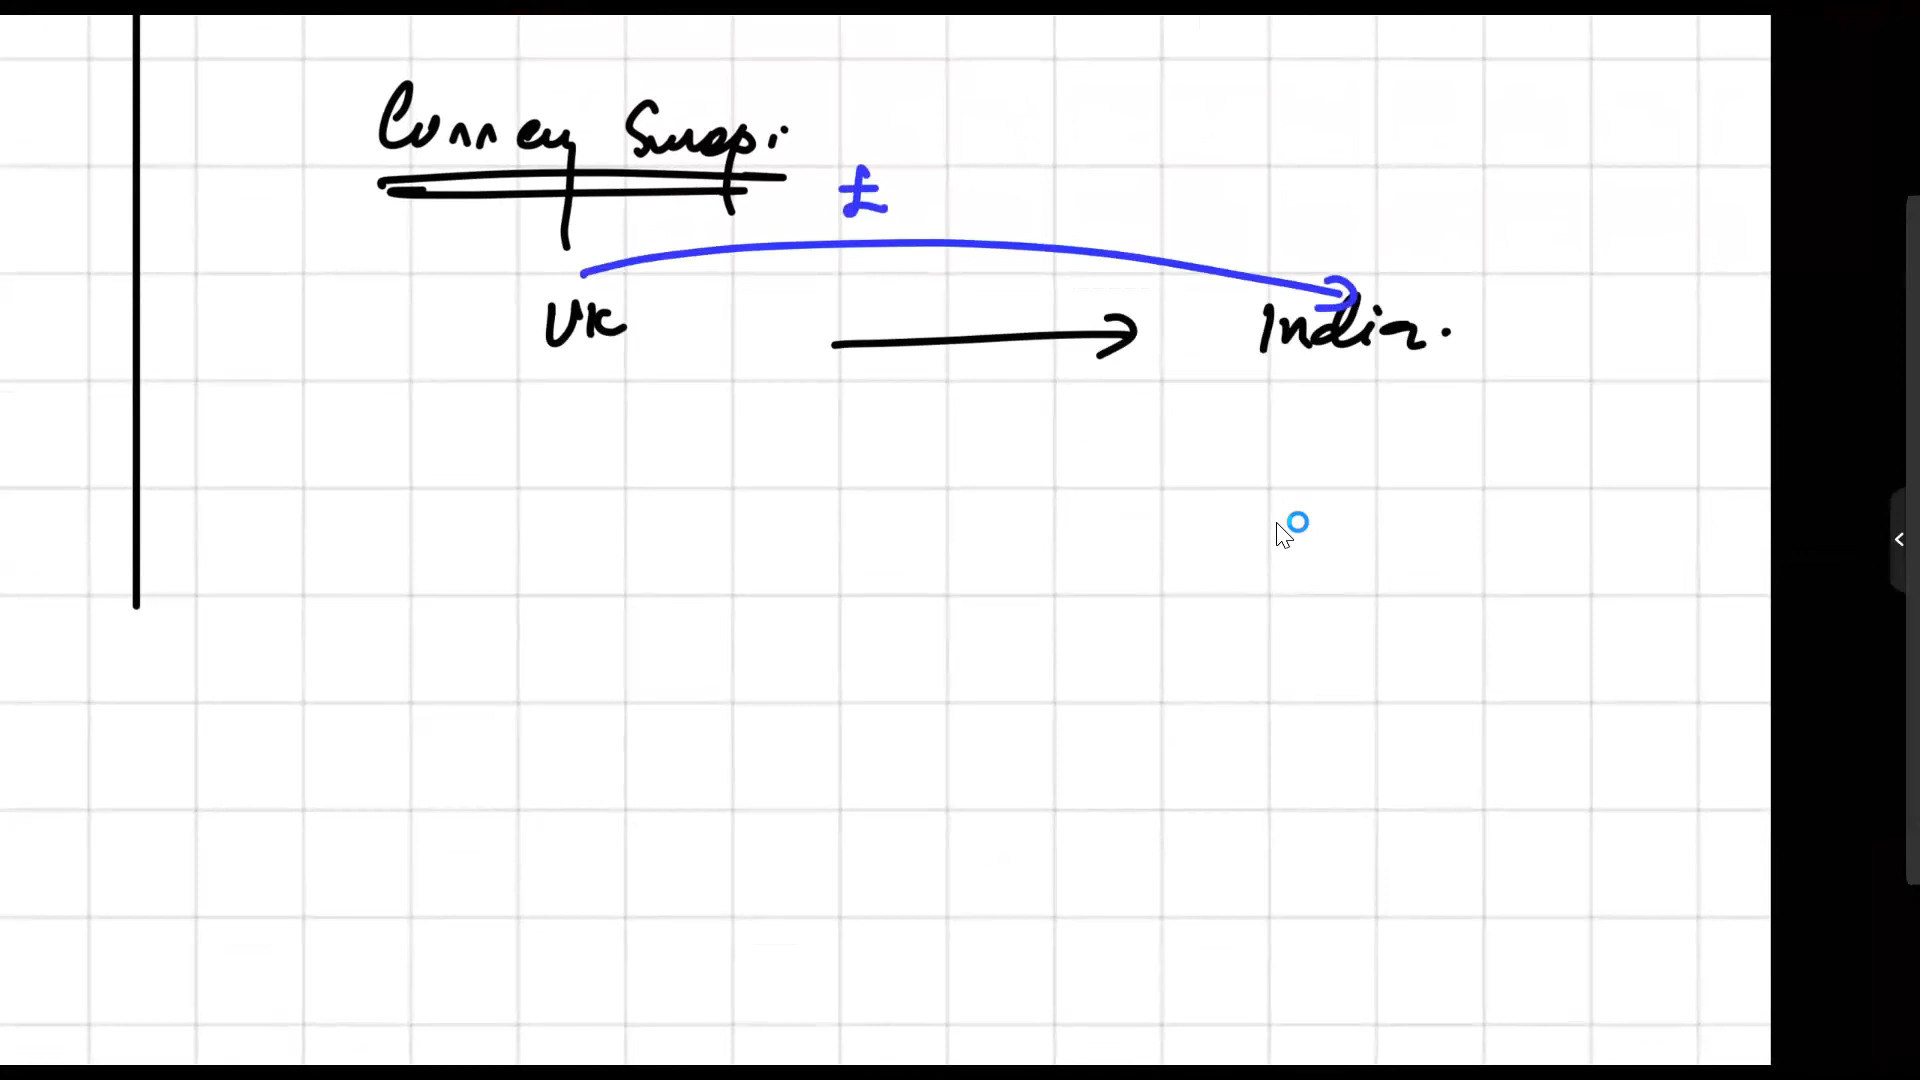 Currency Swap:
£
UK → India.